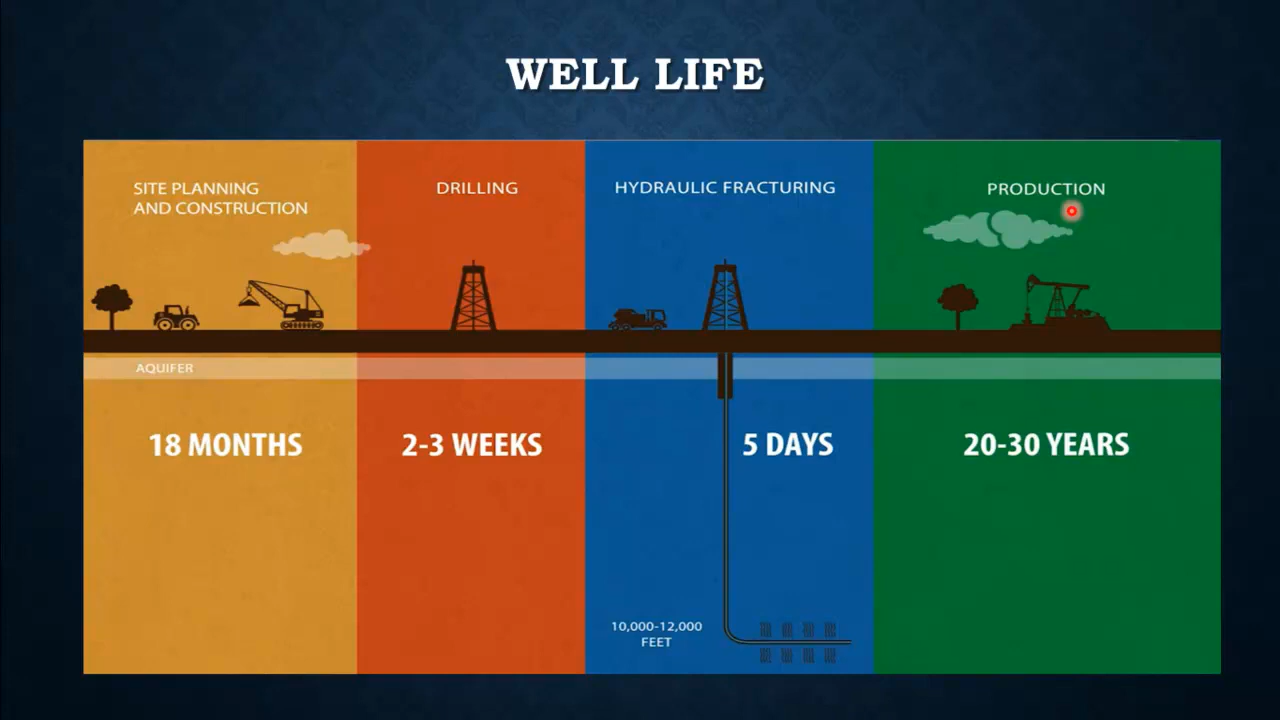 WELL LIFE
SITE PLANNING
AND CONSTRUCTION
DRILLING
HYDRAULIC FRACTURING
PRODUCTION
AQUIFER
18 MONTHS
2-3 WEEKS
5 DAYS
20-30 YEARS
10,000-12,000
FEET